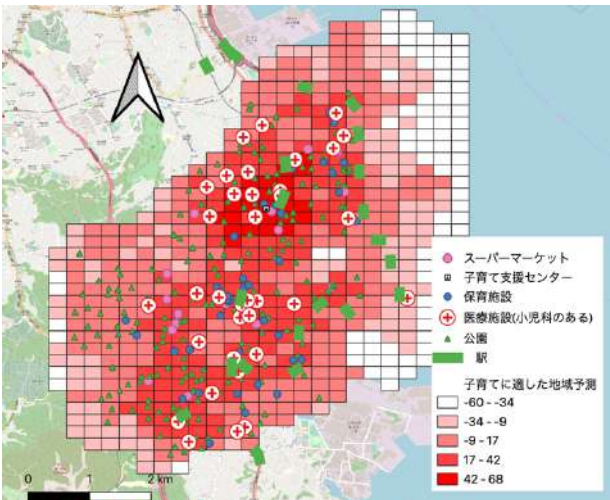 スーパーマーケット
子育て支援センター
保育施設
医療施設(小児科のある)
公園
駅
子育てに適した地域予測
-60 - -34
-34 - -9
-9 - 17
17 - 42
42 - 68
0 1 2 km